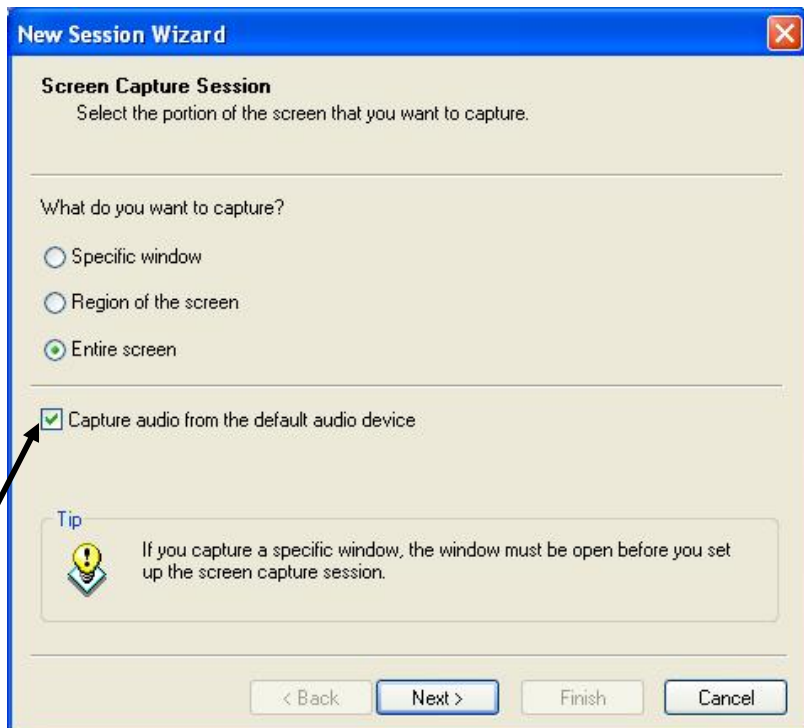 New Session Wizard
Screen Capture Session
Select the portion of the screen that you want to capture.
What do you want to capture?
Specific window
Region of the screen
Entire screen
Capture audio from the default audio device
Tip
If you capture a specific window, the window must be open before you set
up the screen capture session.
< Back Next > Finish Cancel